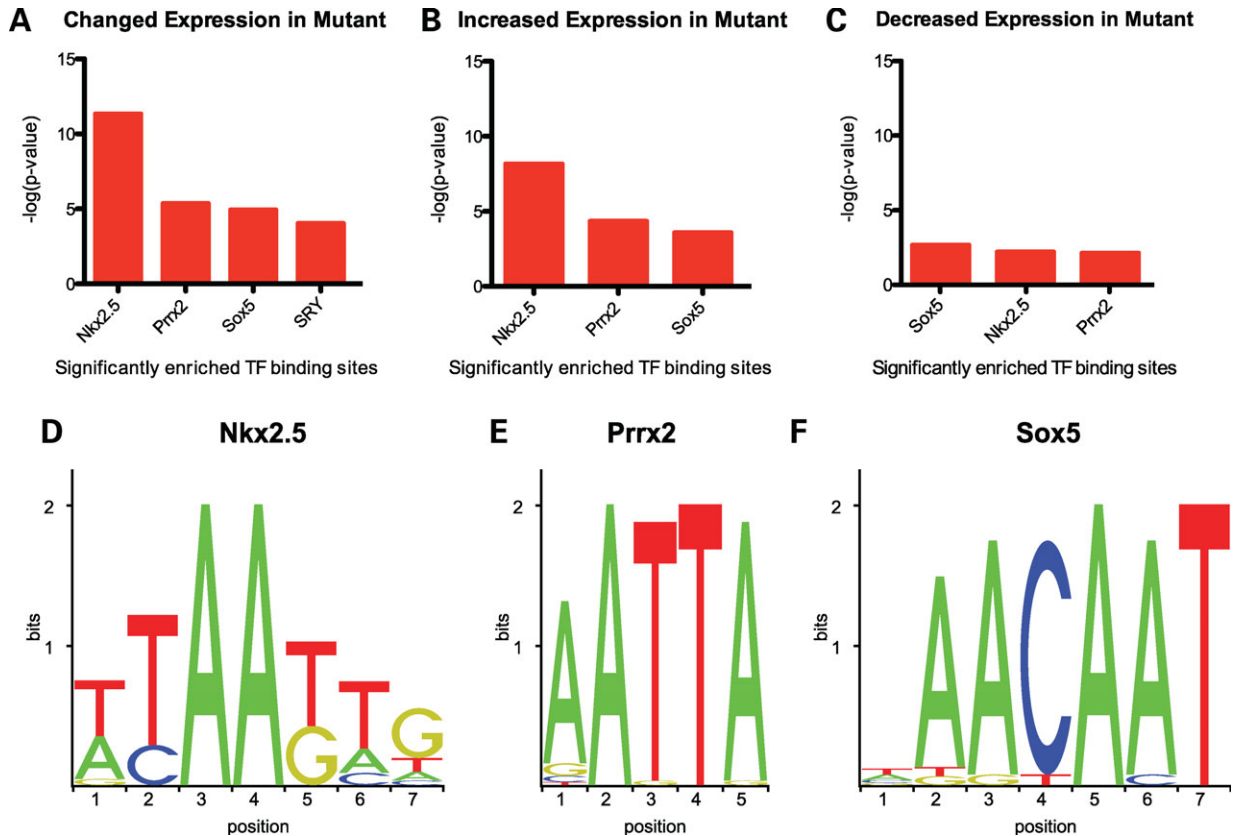 A Changed Expression in Mutant
B Increased Expression in Mutant
C Decreased Expression in Mutant
15
10
5
0
-log(p-value)
Nkx2.5
Prrx2
Sox5
SRY
Significantly enriched TF binding sites
15
10
5
0
-log(p-value)
Nkx2.5
Prrx2
Sox5
Significantly enriched TF binding sites
15
10
5
0
-log(p-value)
Sox5
Nkx2.5
Prrx2
Significantly enriched TF binding sites
D Nkx2.5
2
1
bits
T A G
T C
A
A
T G
T A C
G T A C
1 2 3 4 5 6 7
position
E Prrx2
2
1
bits
A G C T
A
T G
T
A G
1 2 3 4 5
position
F Sox5
2
1
bits
T A C
A T G
A G
C T
A
A C
T
1 2 3 4 5 6 7
position